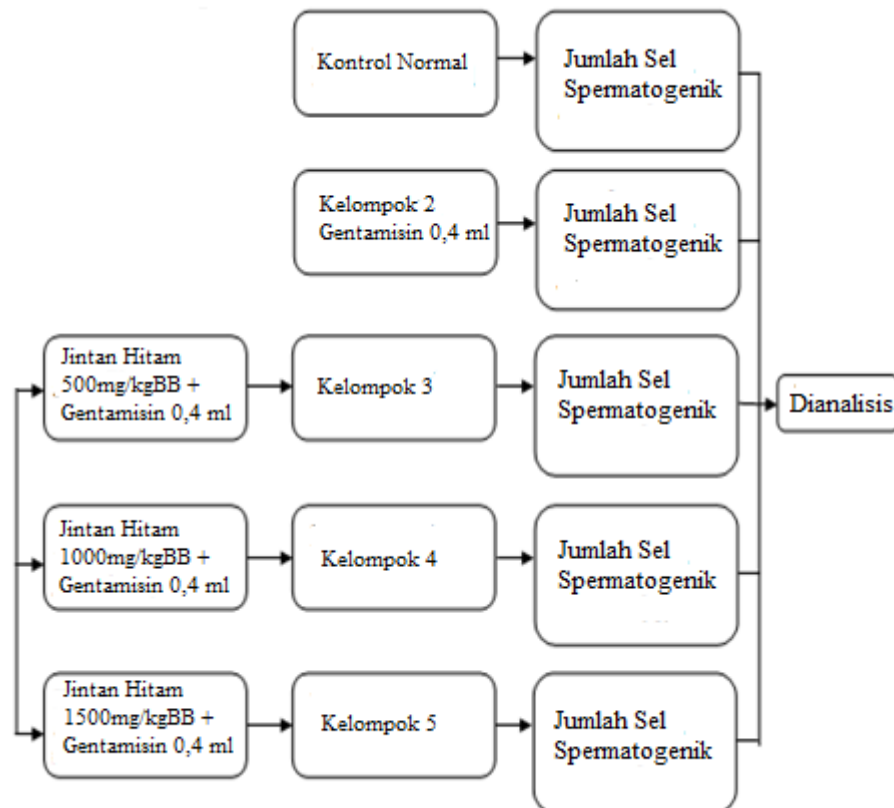 Kontrol Normal
Jumlah Sel
Spermatogenik
Kelompok 2
Gentamisin 0,4 ml
Jumlah Sel
Spermatogenik
Jintan Hitam
500mg/kgBB +
Gentamisin 0,4 ml
Kelompok 3
Jumlah Sel
Spermatogenik
Dianalisis
Jintan Hitam
1000mg/kgBB +
Gentamisin 0,4 ml
Kelompok 4
Jumlah Sel
Spermatogenik
Jintan Hitam
1500mg/kgBB +
Gentamisin 0,4 ml
Kelompok 5
Jumlah Sel
Spermatogenik